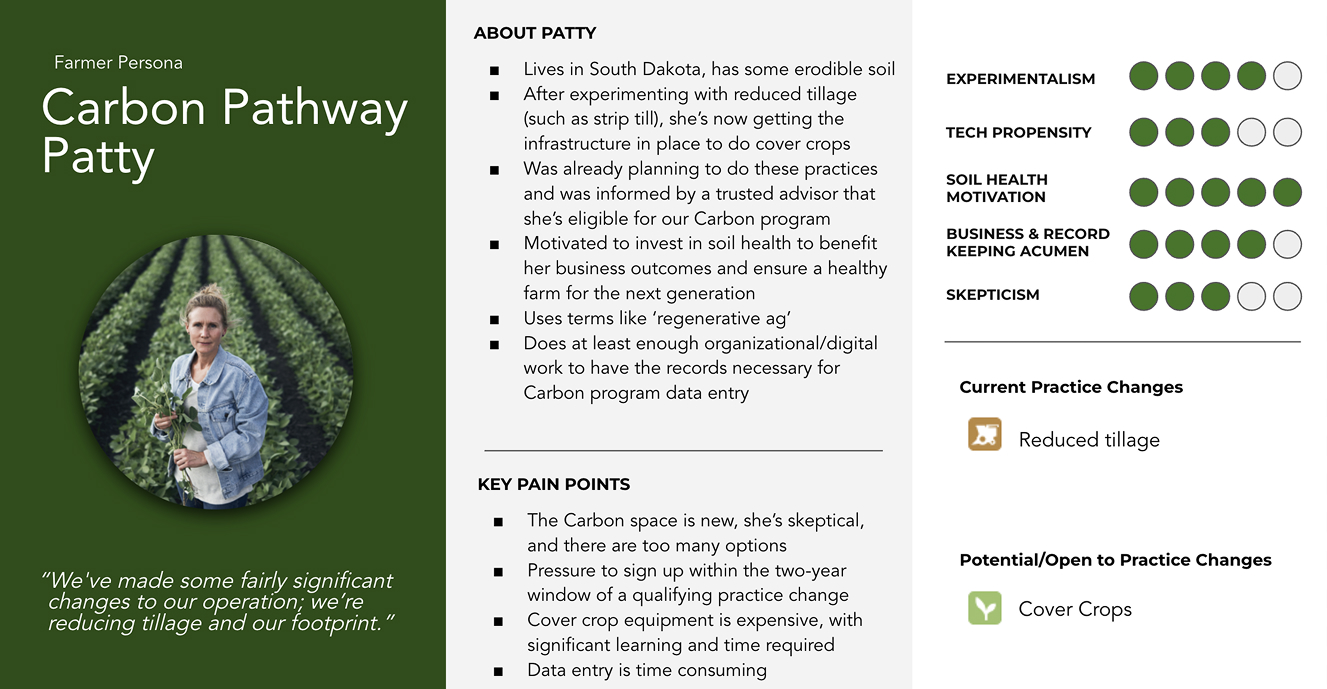 Farmer Persona
Carbon Pathway
Patty
“We've made some fairly significant
changes to our operation; we’re
reducing tillage and our footprint.”
ABOUT PATTY
■ Lives in South Dakota, has some erodible soil
■ After experimenting with reduced tillage
(such as strip till), she’s now getting the
infrastructure in place to do cover crops
■ Was already planning to do these practices
and was informed by a trusted advisor that
she’s eligible for our Carbon program
■ Motivated to invest in soil health to benefit
her business outcomes and ensure a healthy
farm for the next generation
■ Uses terms like ‘regenerative ag’
■ Does at least enough organizational/digital
work to have the records necessary for
Carbon program data entry
KEY PAIN POINTS
■ The Carbon space is new, she’s skeptical,
and there are too many options
■ Pressure to sign up within the two-year
window of a qualifying practice change
■ Cover crop equipment is expensive, with
significant learning and time required
■ Data entry is time consuming
EXPERIMENTALISM
TECH PROPENSITY
SOIL HEALTH
MOTIVATION
BUSINESS & RECORD
KEEPING ACUMEN
SKEPTICISM
Current Practice Changes
Reduced tillage
Potential/Open to Practice Changes
Cover Crops